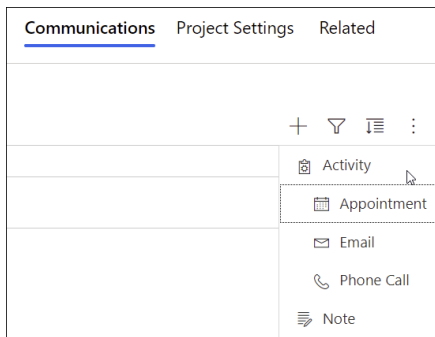 Communications Project Settings Related
Activity
Appointment
Email
Phone Call
Note